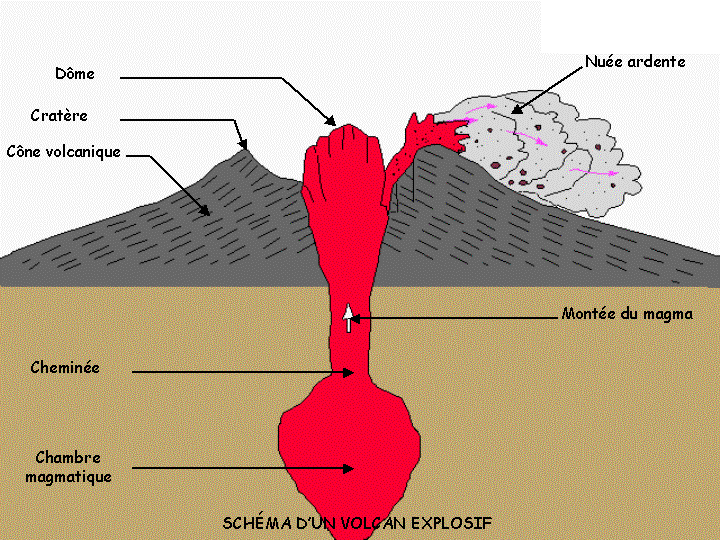 Nuée ardente
Dôme
Cratère
Cône volcanique
Montée du magma
Cheminée
Chambre
magmatique
SCHÉMA D'UN VOLCAN EXPLOSIF